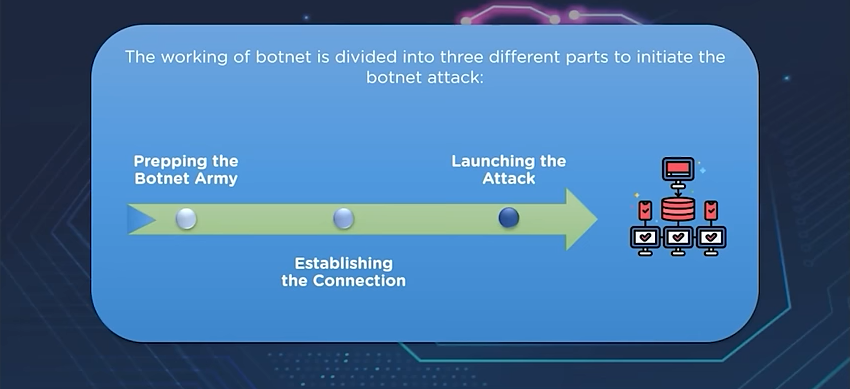 The working of botnet is divided into three different parts to initiate the
botnet attack:
Prepping the
Botnet Army
Establishing
the Connection
Launching the
Attack